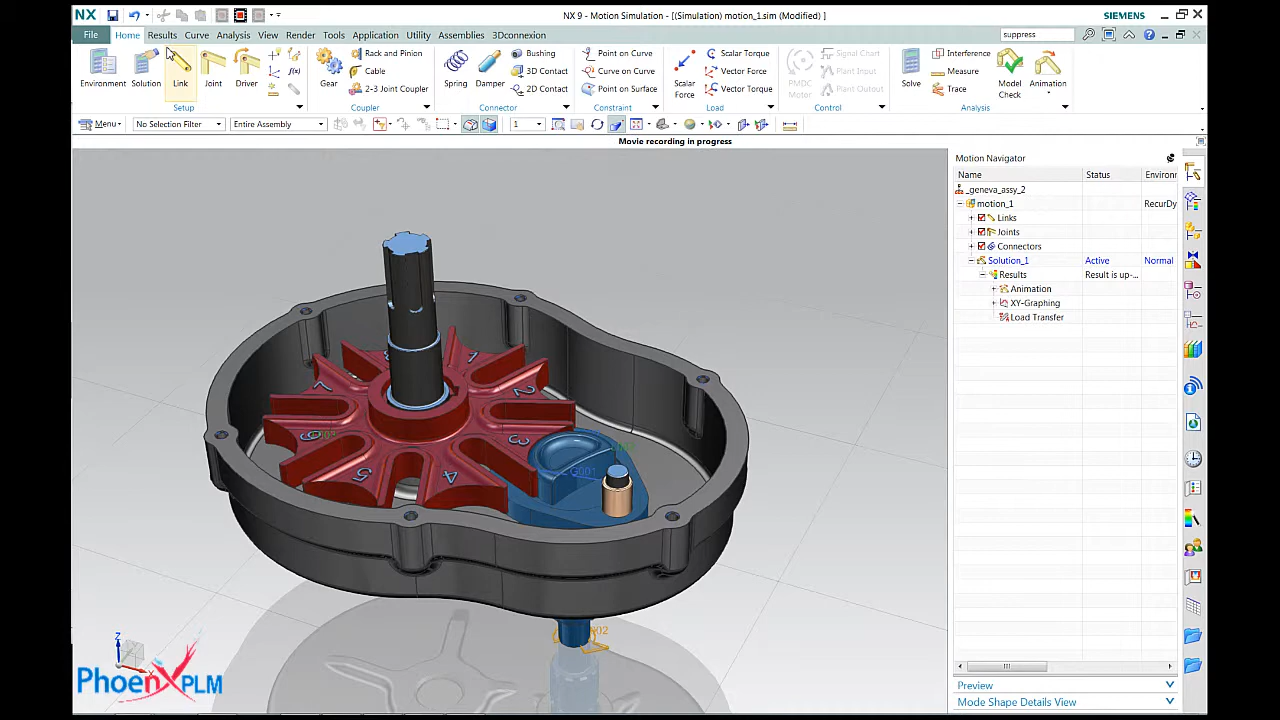 NX NX 9 - Motion Simulation - [(Simulation) motion_1.sim (Modified) ] SIEMENS
File Home Results Curve Analysis View Render Tools Application Utility Assemblies 3Dconnexion suppress
Environment Solution Link Joint Driver
Setup
Gear Rack and Pinion
Cable
2-3 Joint Coupler
Coupler
Spring Damper Bushing
3D Contact
2D Contact
Connector
Point on Curve
Curve on Curve
Point on Surface
Constraint
Scalar Force Scalar Torque
Vector Force
Vector Torque
Load
PMDC Motor Signal Chart
Plant Input
Plant Output
Control
Solve Interference
Measure
Trace
Model Check Animation
Analysis
Menu No Selection Filter Entire Assembly 1
Movie recording in progress
Motion Navigator
Name Status Environr
_geneva_assy_2
motion_1 RecurDy
Links
Joints
Connectors
Solution_1 Active Normal
Results Result is up-...
Animation
XY-Graphing
Load Transfer
1
2
3
4
5
6
7
8
G001
Z
PhoenXPLM
Preview
Mode Shape Details View